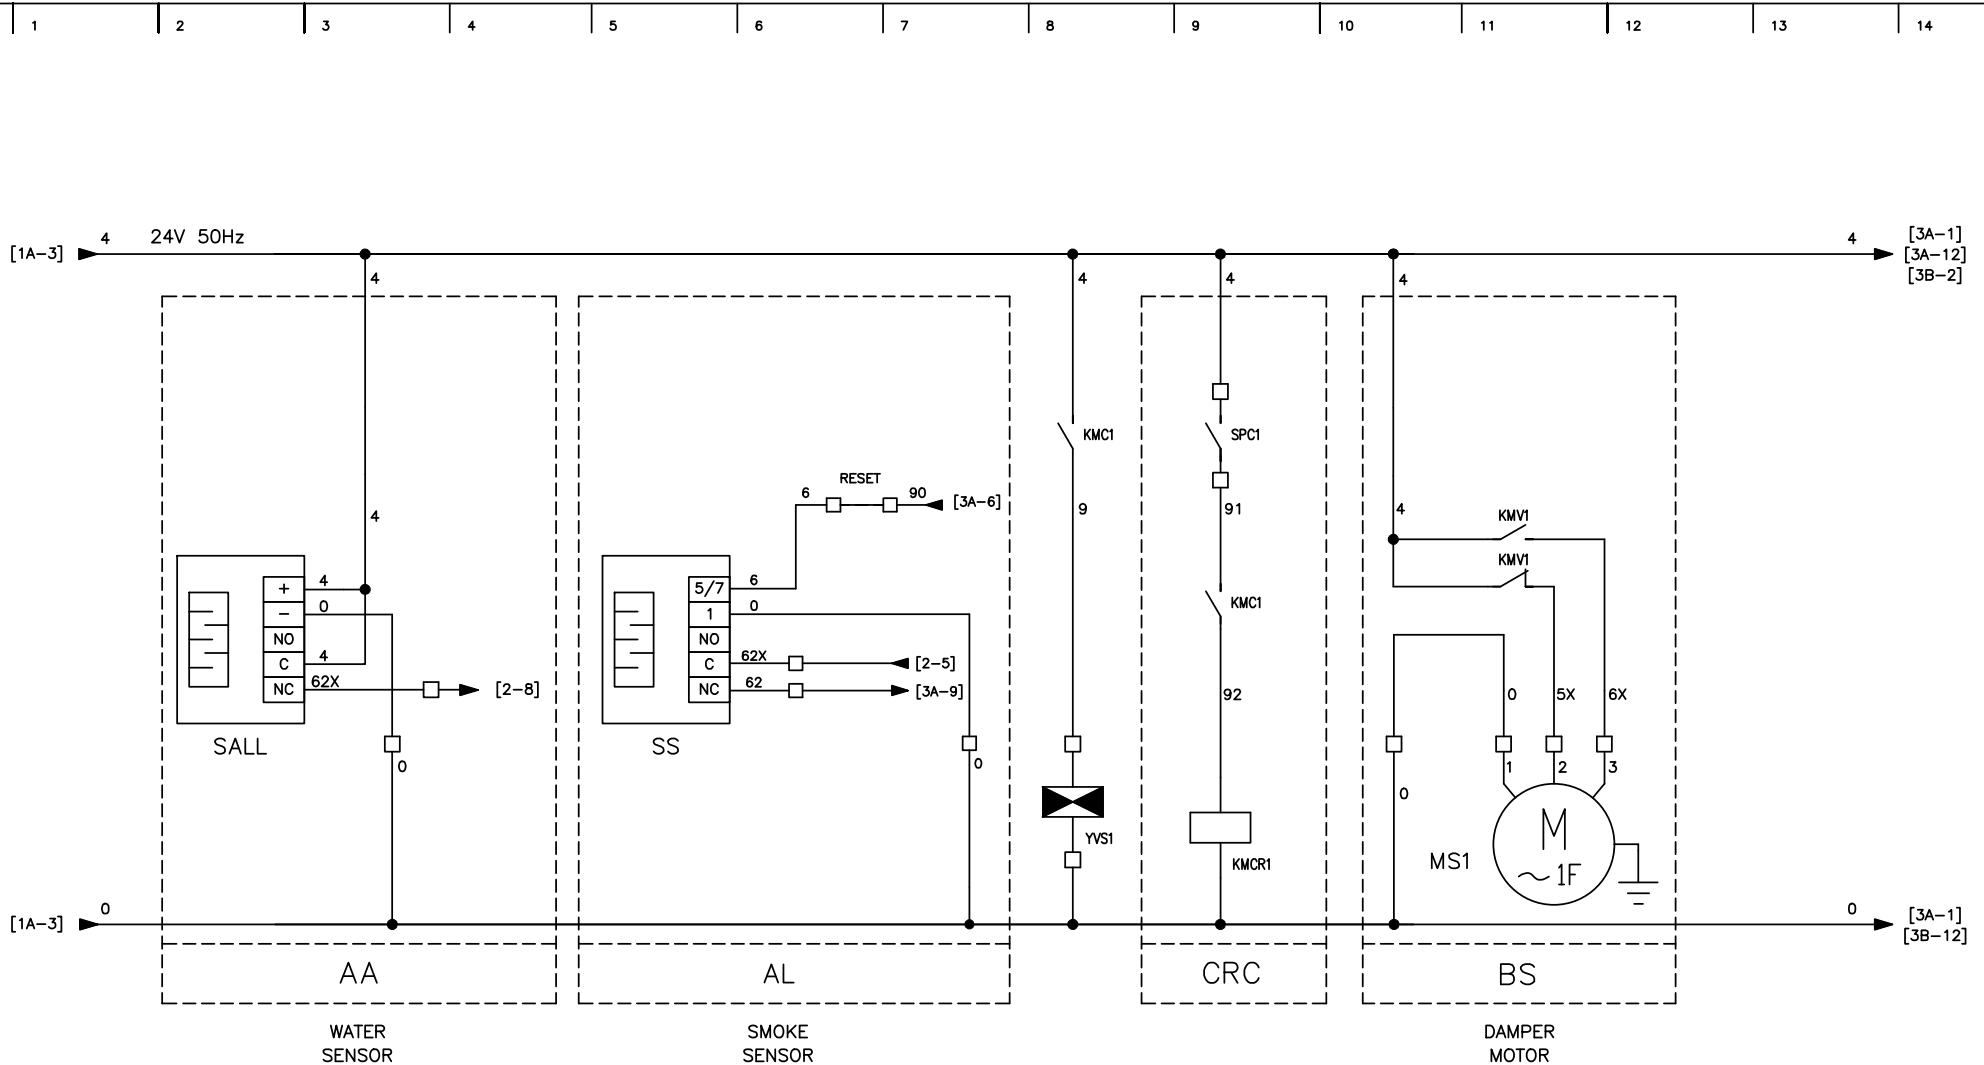 1 2 3 4 5 6 7 8 9 10 11 12 13 14
4 24V 50Hz 4 [3A-1]
[1A-3] [3A-12]
[3B-2]
4 4 4 4
KMC1 SPC1
RESET
6 90 [3A-6]
4 9 91 4 KMV1
KMV1
+ 4 5/7 6
- 0 1 0 KMC1
NO NO
C 4 C 62X [2-5]
NC 62X [2-8] NC 62 [3A-9] 92 0 5X 6X
SALL SS
0 0 1 2 3
0
YVS1 M
MS1 ~1F
KMCR1
0 0 [3A-1]
[1A-3] [3B-12]
AA AL CRC BS
WATER SMOKE DAMPER
SENSOR SENSOR MOTOR